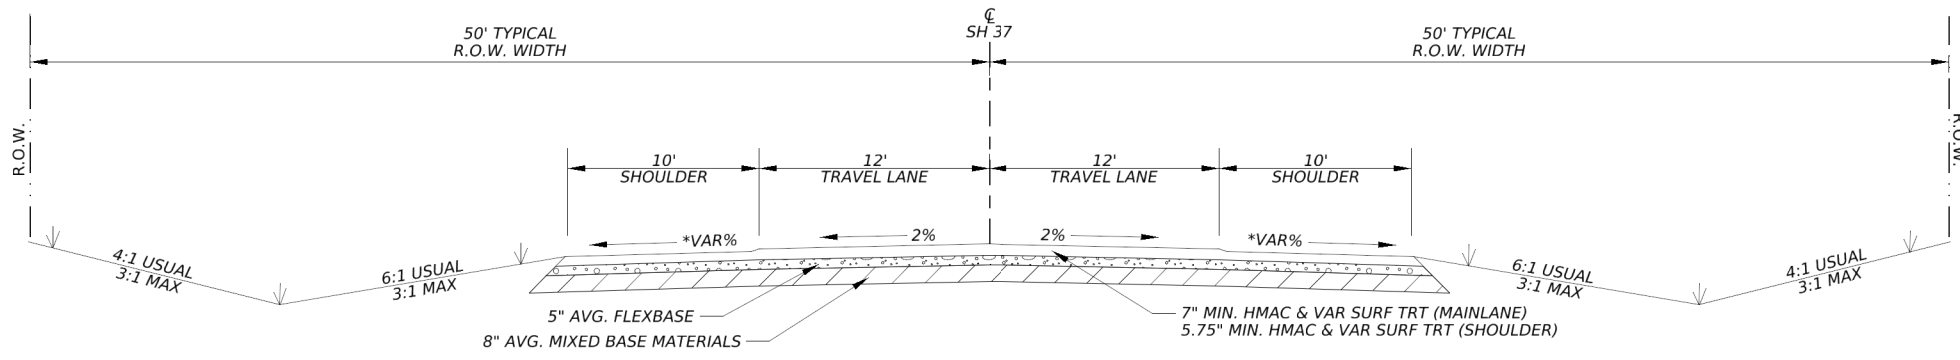 ℄
SH 37
50' TYPICAL
R.O.W. WIDTH
50' TYPICAL
R.O.W. WIDTH
R.O.W.
R.O.W.
10'
SHOULDER
12'
TRAVEL LANE
12'
TRAVEL LANE
10'
SHOULDER
*VAR%
2%
2%
*VAR%
4:1 USUAL
3:1 MAX
6:1 USUAL
3:1 MAX
6:1 USUAL
3:1 MAX
4:1 USUAL
3:1 MAX
5" AVG. FLEXBASE
8" AVG. MIXED BASE MATERIALS
7" MIN. HMAC & VAR SURF TRT (MAINLANE)
5.75" MIN. HMAC & VAR SURF TRT (SHOULDER)